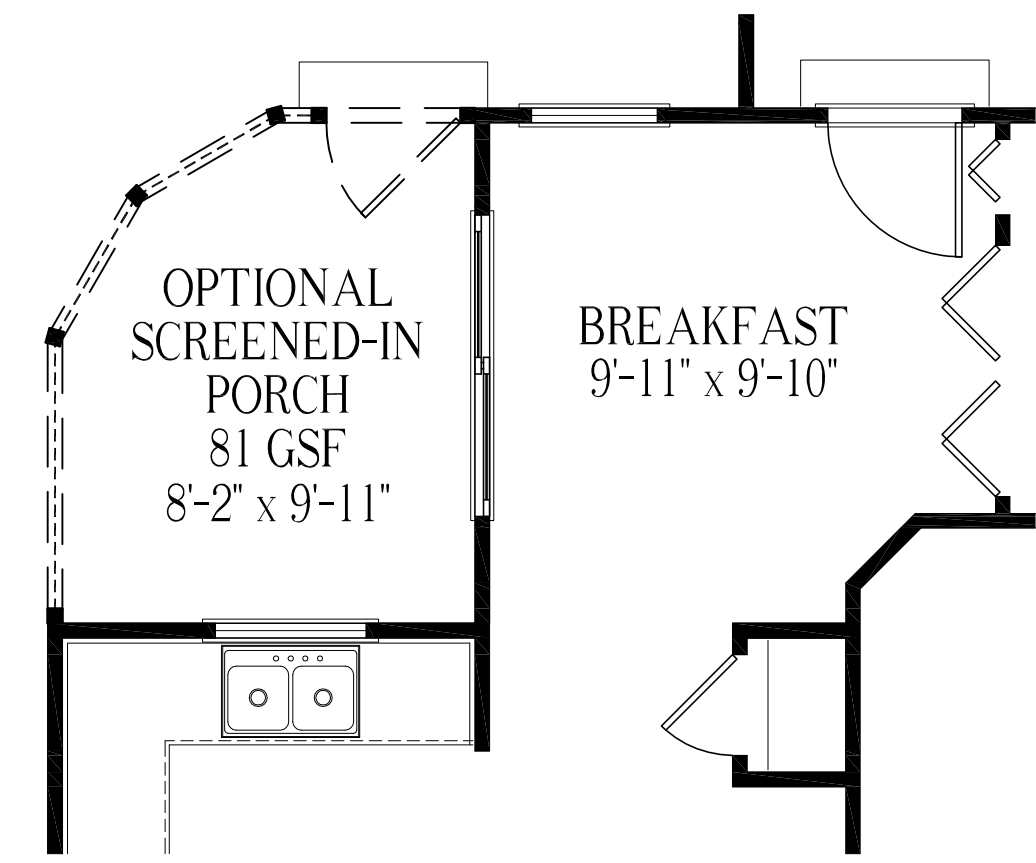 OPTIONAL
SCREENED-IN
PORCH
81 GSF
8'-2" x 9'-11"
BREAKFAST
9'-11" x 9'-10"